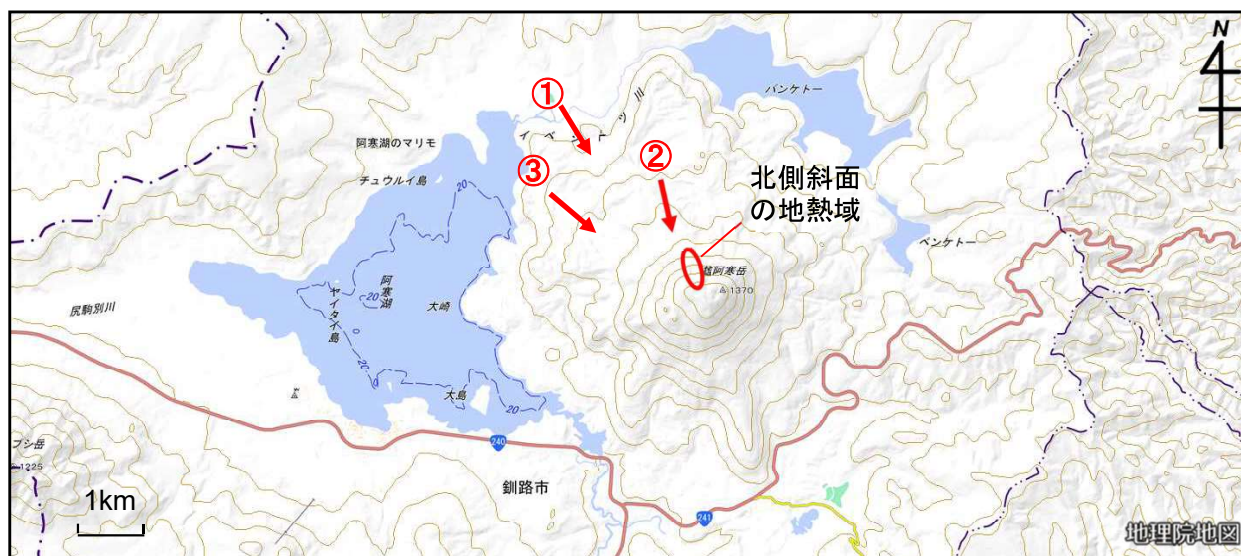 N
パンケトー
①
イベシベツ川
阿寒湖のマリモ
②
③
チュウルイ島
20
北側斜面
の地熱域
ペンケトー
雄阿寒岳
1370
阿寒湖
20
大崎
ヤイタイ島
尻駒別川
20
大島
20
240
フシ岳
1225
釧路市
1km
241
地理院地図